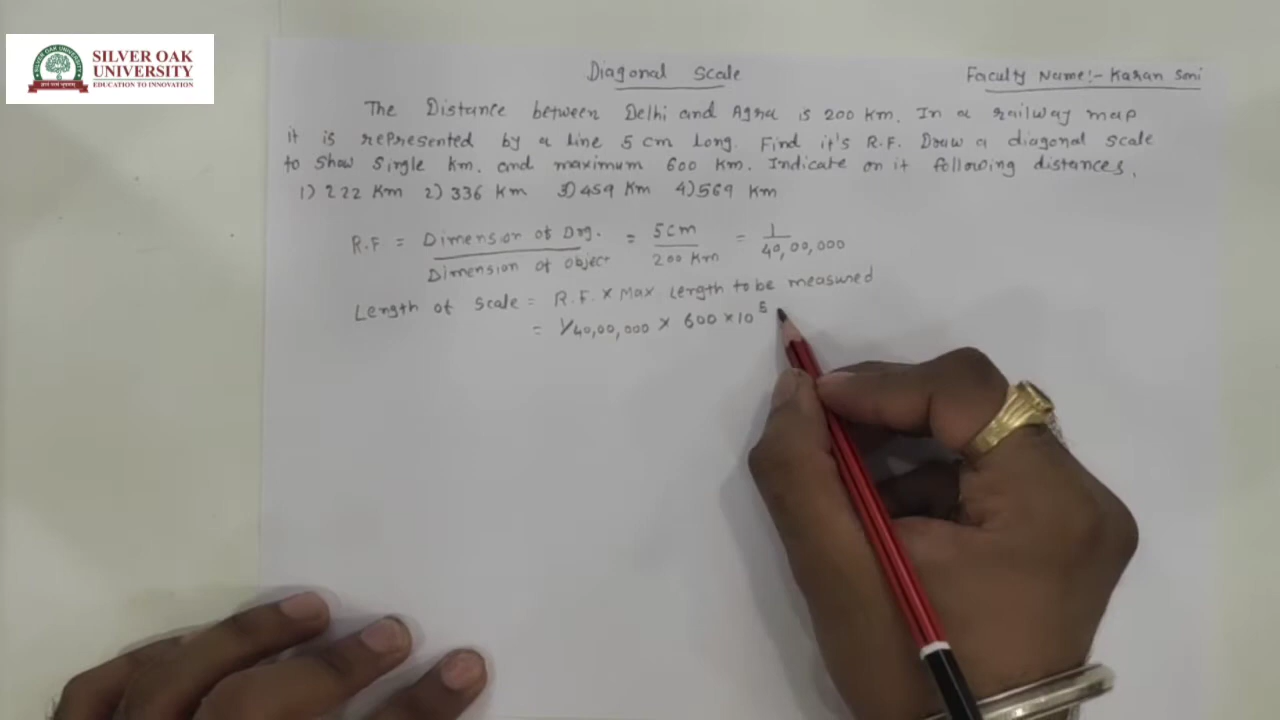 SILVER OAK
UNIVERSITY
EDUCATION TO INNOVATION
Diagonal Scale
Faculty Name:- Karan Soni
The Distance between Delhi and Agra is 200 Km. In a railway map
it is represented by a line 5 cm Long. Find it's R.F. Draw a diagonal scale
to show single km. and maximum 600 Km. Indicate on it following distances.
1) 222 Km 2) 336 Km 3) 459 Km 4) 569 Km
R.F = Dimension of Drg. / Dimension of object = 5cm / 200 Km = 1 / 40,00,000
Length of Scale = R.F. × Max Length to be measured
= 1/40,00,000 × 600 × 10^5